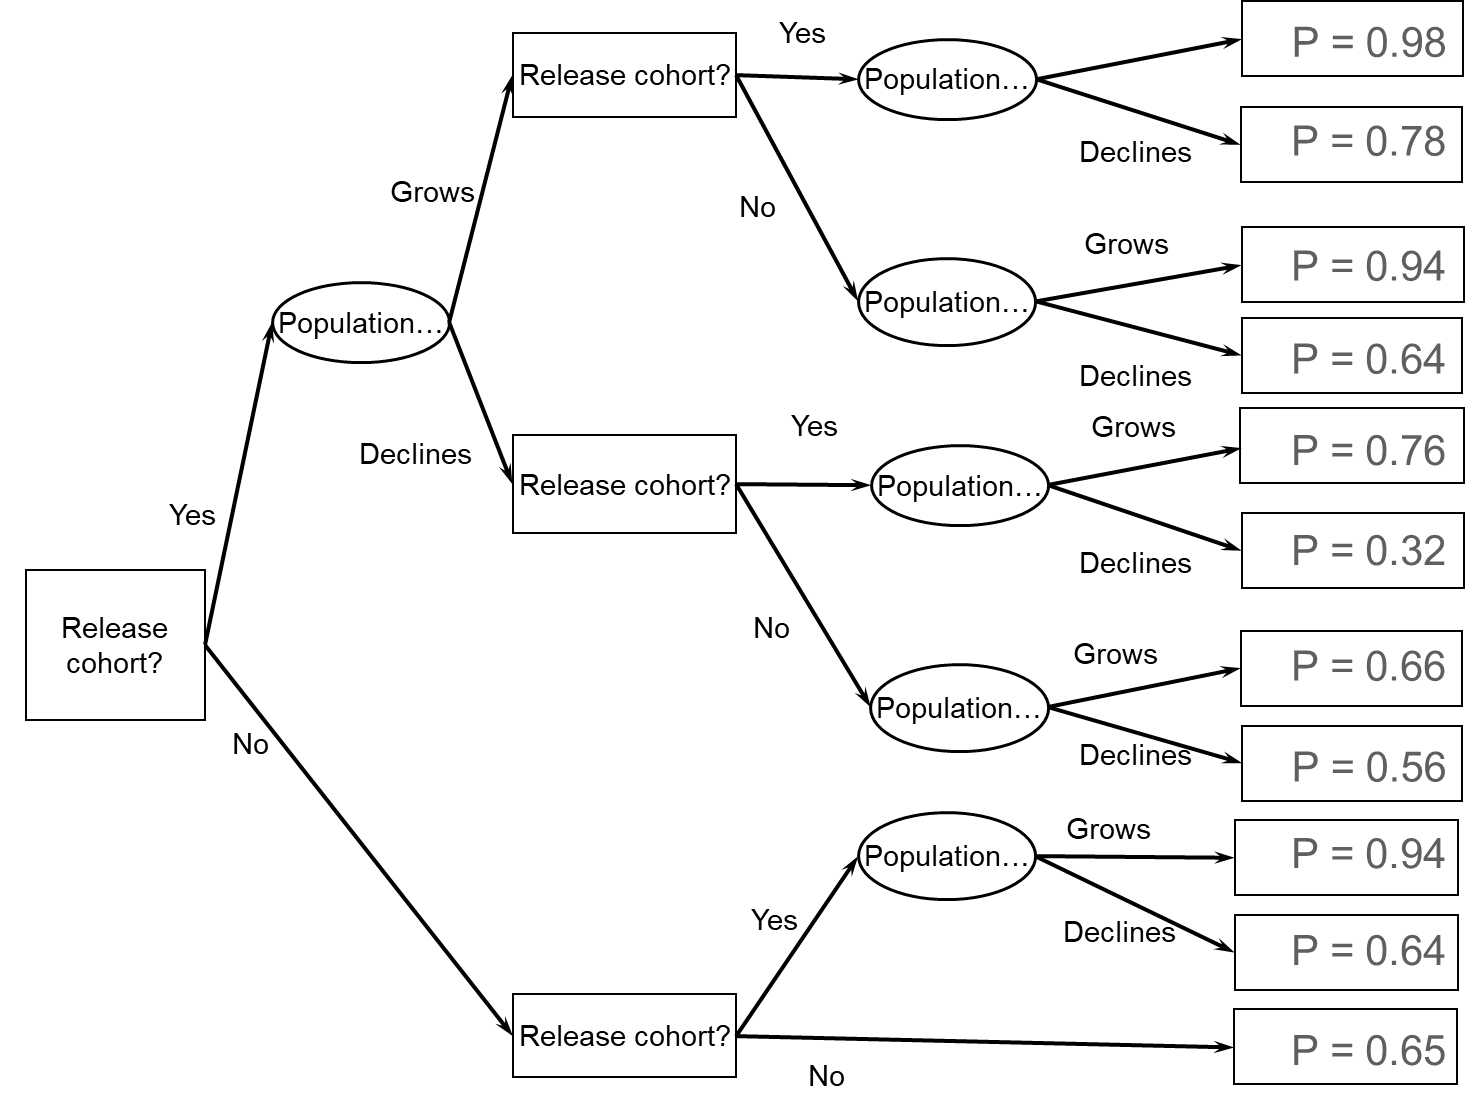 Yes
Release cohort?
Population…
P = 0.98
Declines
P = 0.78
Grows
No
Population…
Grows
P = 0.94
Declines
P = 0.64
Population…
Declines
Release cohort?
Yes
Population…
Grows
P = 0.76
Declines
P = 0.32
Yes
No
Population…
Grows
P = 0.66
Declines
P = 0.56
Release
cohort?
No
Population…
Grows
P = 0.94
Yes
Declines
P = 0.64
Release cohort?
No
P = 0.65